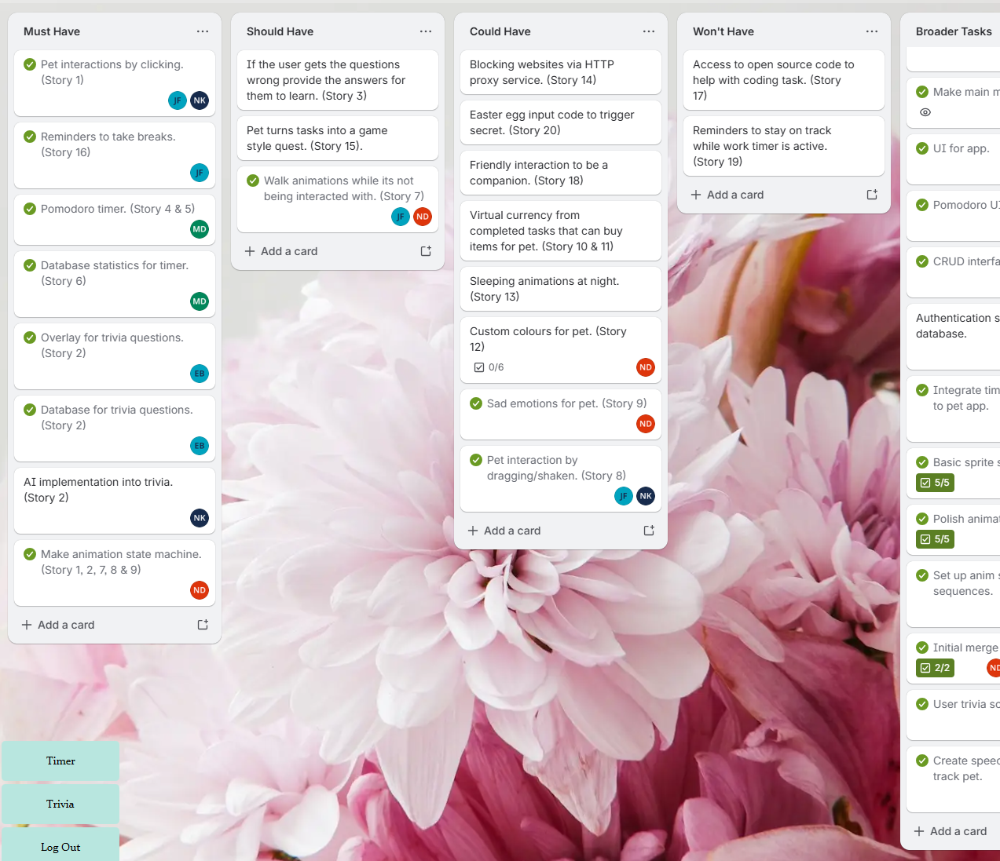 Must Have
Pet interactions by clicking.
(Story 1)
JF NK
Reminders to take breaks.
(Story 16)
JF
Pomodoro timer. (Story 4 & 5)
MD
Database statistics for timer.
(Story 6)
MD
Overlay for trivia questions.
(Story 2)
EB
Database for trivia questions.
(Story 2)
EB
AI implementation into trivia.
(Story 2)
NK
Make animation state machine.
(Story 1, 2, 7, 8 & 9)
ND
Add a card
Should Have
If the user gets the questions
wrong provide the answers for
them to learn. (Story 3)
Pet turns tasks into a game
style quest. (Story 15).
Walk animations while its not
being interacted with. (Story 7)
JF ND
Add a card
Could Have
Blocking websites via HTTP
proxy service. (Story 14)
Easter egg input code to trigger
secret. (Story 20)
Friendly interaction to be a
companion. (Story 18)
Virtual currency from
completed tasks that can buy
items for pet. (Story 10 & 11)
Sleeping animations at night.
(Story 13)
Custom colours for pet. (Story
12)
0/6
ND
Sad emotions for pet. (Story 9)
ND
Pet interaction by
dragging/shaken. (Story 8)
JF NK
Add a card
Won't Have
Access to open source code to
help with coding task. (Story
17)
Reminders to stay on track
while work timer is active.
(Story 19)
Add a card
Broader Tasks
Make main m
UI for app.
Pomodoro UI
CRUD interfa
Authentication s
database.
Integrate tim
to pet app.
Basic sprite s
5/5
Polish animat
5/5
Set up anim s
sequences.
Initial merge
2/2
ND
User trivia sc
Create speec
track pet.
Add a card
Timer
Trivia
Log Out